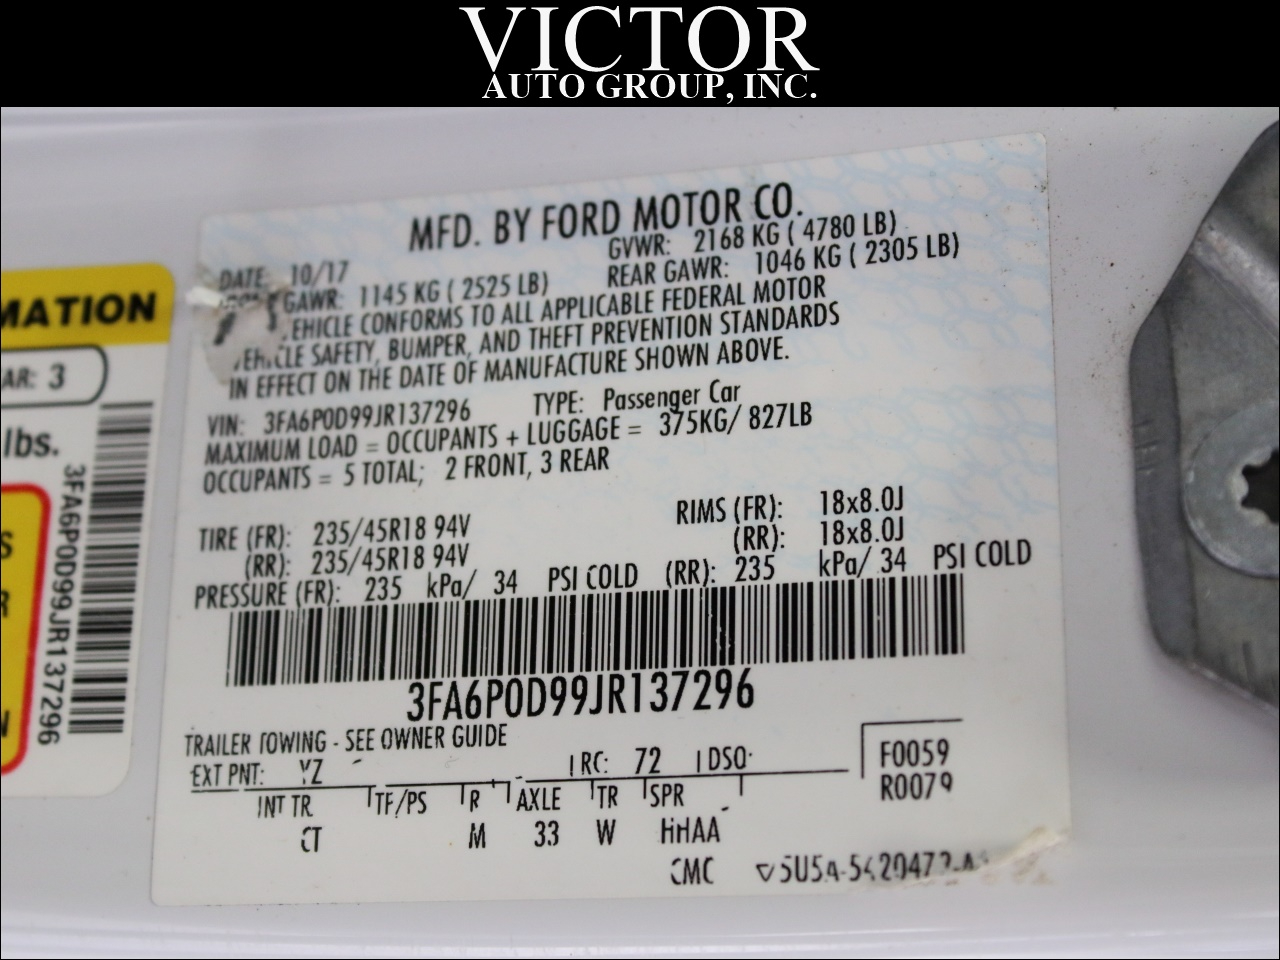 VICTOR
AUTO GROUP, INC.
MATION
AR: 3
lbs.
3FA6P0D99JR137296
S
R
N
MFD. BY FORD MOTOR CO.
DATE: 10/17 GVWR: 2168 KG ( 4780 LB)
GAWR: 1145 KG ( 2525 LB) REAR GAWR: 1046 KG ( 2305 LB)
VEHICLE CONFORMS TO ALL APPLICABLE FEDERAL MOTOR
VEHICLE SAFETY, BUMPER, AND THEFT PREVENTION STANDARDS
IN EFFECT ON THE DATE OF MANUFACTURE SHOWN ABOVE.
VIN: 3FA6P0D99JR137296 TYPE: Passenger Car
MAXIMUM LOAD = OCCUPANTS + LUGGAGE = 375KG/ 827LB
OCCUPANTS = 5 TOTAL; 2 FRONT, 3 REAR
TIRE (FR): 235/45R18 94V RIMS (FR): 18x8.0J
(RR): 235/45R18 94V (RR): 18x8.0J
PRESSURE (FR): 235 kPa/ 34 PSI COLD (RR): 235 kPa/ 34 PSI COLD
3FA6P0D99JR137296
TRAILER TOWING - SEE OWNER GUIDE
EXT PNT: YZ RC: 72 DSO: F0059
R0079
INT TR TF/PS R AXLE TR SPR
CT M 33 W HHAA
CMC